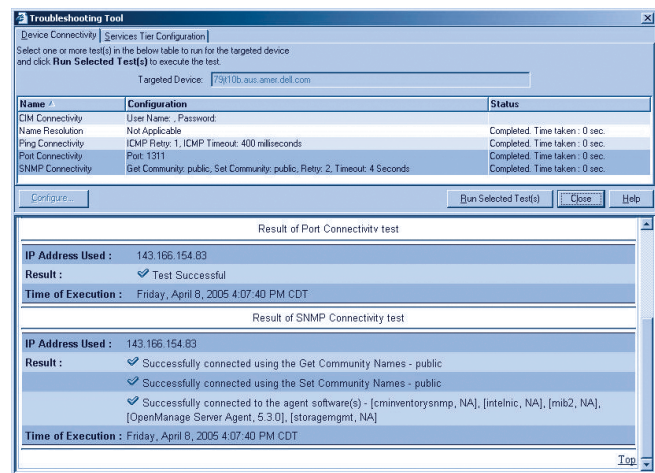 Troubleshooting Tool
Device Connectivity Services Tier Configuration
Select one or more test(s) in the below table to run for the targeted device
and click Run Selected Test(s) to execute the test.
Targeted Device: 79jt10b.aus.amer.dell.com
Name Configuration Status
CIM Connectivity User Name: , Password:
Name Resolution Not Applicable Completed. Time taken : 0 sec.
Ping Connectivity ICMP Retry: 1, ICMP Timeout: 400 milliseconds Completed. Time taken : 0 sec.
Port Connectivity Port: 1311 Completed. Time taken : 0 sec.
SNMP Connectivity Get Community: public, Set Community: public, Retry: 2, Timeout: 4 Seconds Completed. Time taken : 0 sec.
Configure... Run Selected Test(s) Close Help
Result of Port Connectivity test
IP Address Used : 143.166.154.83
Result : Test Successful
Time of Execution : Friday, April 8, 2005 4:07:40 PM CDT
Result of SNMP Connectivity test
IP Address Used : 143.166.154.83
Result : Successfully connected using the Get Community Names - public
Successfully connected using the Set Community Names - public
Successfully connected to the agent software(s) - [cminventorysnmp, NA], [intelnic, NA], [mib2, NA],
[OpenManage Server Agent, 5.3.0], [storagemgmt, NA]
Time of Execution : Friday, April 8, 2005 4:07:40 PM CDT
Top